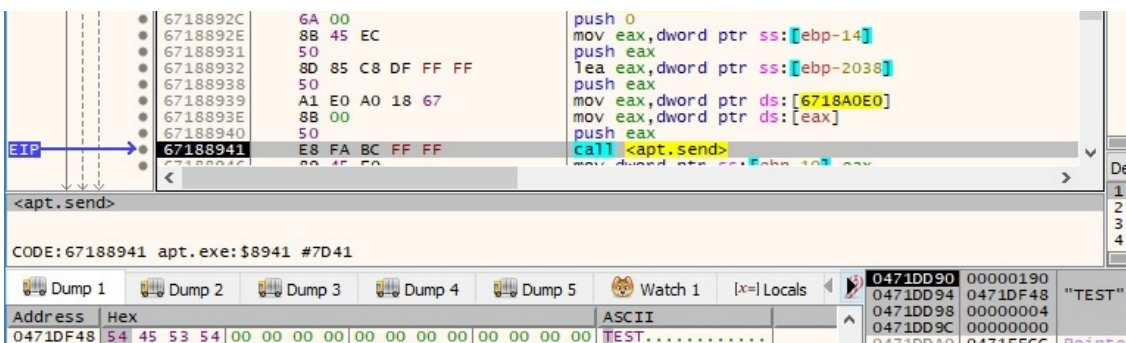 6718892C 6A 00 push 0
6718892E 8B 45 EC mov eax,dword ptr ss:[ebp-14]
67188931 50 push eax
67188932 8D 85 C8 DF FF FF lea eax,dword ptr ss:[ebp-2038]
67188938 50 push eax
67188939 A1 E0 A0 18 67 mov eax,dword ptr ds:[6718A0E0]
6718893E 8B 00 mov eax,dword ptr ds:[eax]
67188940 50 push eax
EIP 67188941 E8 FA BC FF FF call <apt.send>
<apt.send>
De
1
2
3
4
CODE:67188941 apt.exe:$8941 #7D41
Dump 1 Dump 2 Dump 3 Dump 4 Dump 5 Watch 1 [x=] Locals
Address Hex ASCII
0471DF48 54 45 53 54 00 00 00 00 00 00 00 00 00 00 00 00 TEST............
0471DD90 00000190
0471DD94 0471DF48 "TEST"
0471DD98 00000004
0471DD9C 00000000